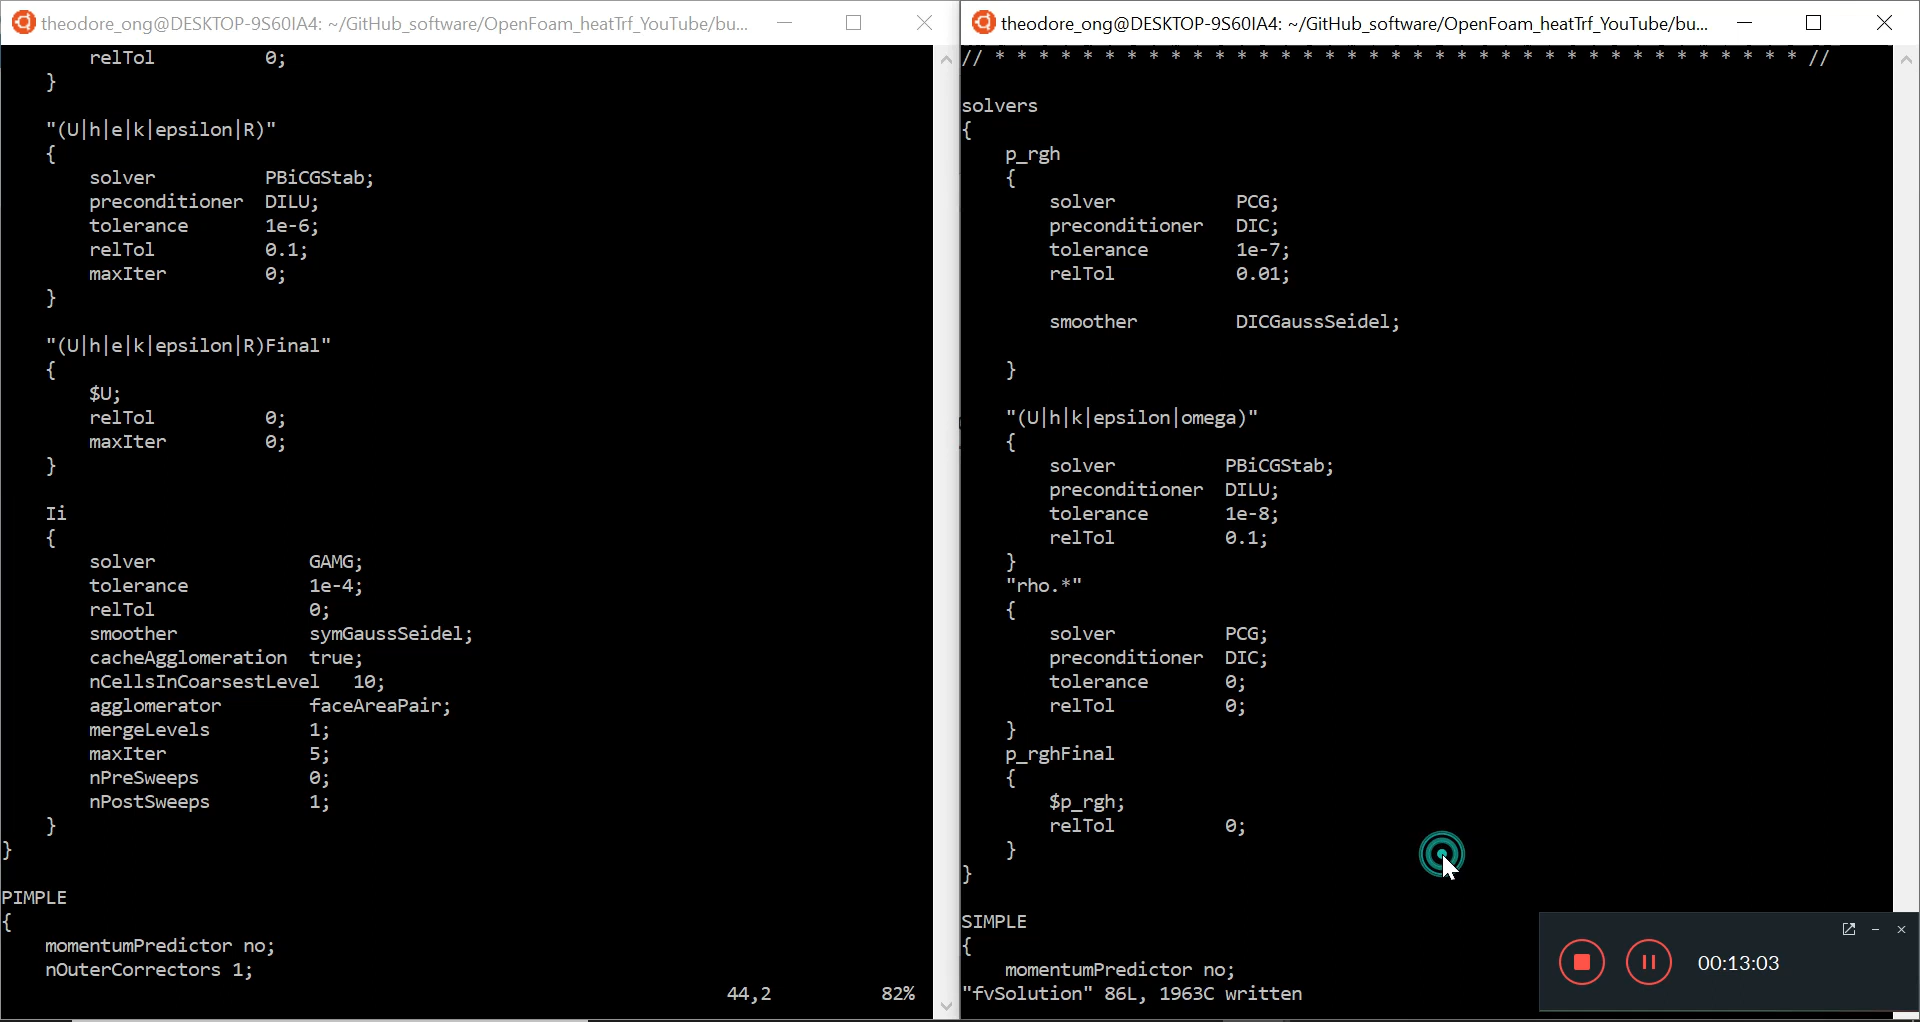 theodore_ong@DESKTOP-9S60IA4: ~/GitHub_software/OpenFoam_heatTrf_YouTube/bu...
relTol 0;
}
"(U|h|e|k|epsilon|R)"
{
solver PBiCGStab;
preconditioner DILU;
tolerance 1e-6;
relTol 0.1;
maxIter 0;
}
"(U|h|e|k|epsilon|R)Final"
{
$U;
relTol 0;
maxIter 0;
}
Ii
{
solver GAMG;
tolerance 1e-4;
relTol 0;
smoother symGaussSeidel;
cacheAgglomeration true;
nCellsInCoarsestLevel 10;
agglomerator faceAreaPair;
mergeLevels 1;
maxIter 5;
nPreSweeps 0;
nPostSweeps 1;
}
}
PIMPLE
{
momentumPredictor no;
nOuterCorrectors 1;
44,2 82%
theodore_ong@DESKTOP-9S60IA4: ~/GitHub_software/OpenFoam_heatTrf_YouTube/bu...
// * * * * * * * * * * * * * * * * * * * * * * * * * * * * * * * * * * * * * //
solvers
{
p_rgh
{
solver PCG;
preconditioner DIC;
tolerance 1e-7;
relTol 0.01;
smoother DICGaussSeidel;
}
"(U|h|k|epsilon|omega)"
{
solver PBiCGStab;
preconditioner DILU;
tolerance 1e-8;
relTol 0.1;
}
"rho.*"
{
solver PCG;
preconditioner DIC;
tolerance 0;
relTol 0;
}
p_rghFinal
{
$p_rgh;
relTol 0;
}
}
SIMPLE
{
momentumPredictor no;
"fvSolution" 86L, 1963C written
00:13:03